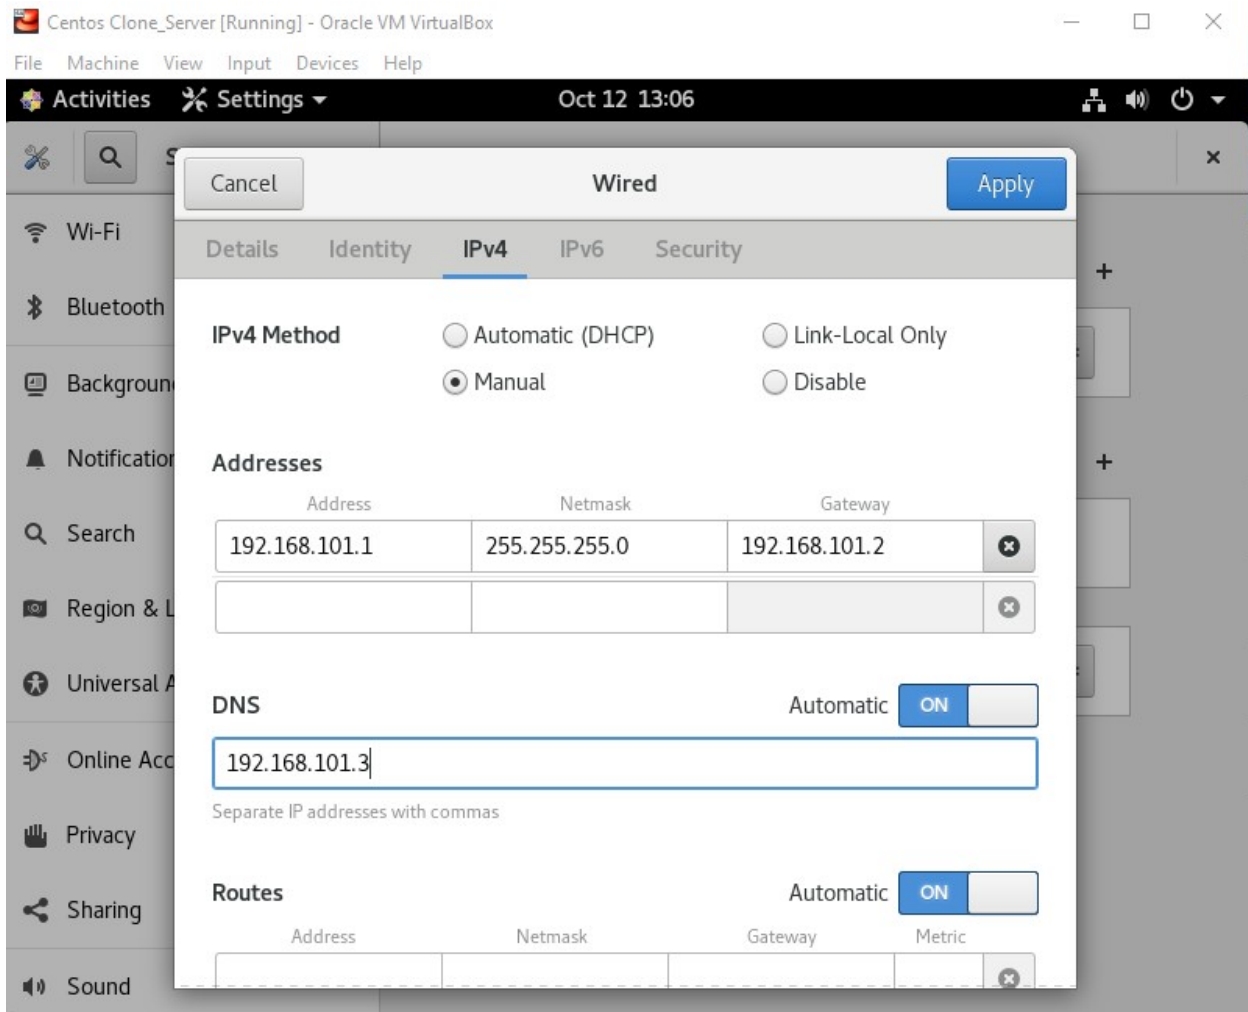 Centos Clone_Server [Running] - Oracle VM VirtualBox
File Machine View Input Devices Help
Activities Settings Oct 12 13:06
Cancel Wired Apply
Wi-Fi
Details Identity IPv4 IPv6 Security
Bluetooth
IPv4 Method Automatic (DHCP) Link-Local Only
Manual Disable
Backgroun
Notification
Addresses
Address Netmask Gateway
Search
192.168.101.1 255.255.255.0 192.168.101.2
Region & L
Universal A
DNS Automatic ON
Online Acc
192.168.101.3
Separate IP addresses with commas
Privacy
Routes Automatic ON
Sharing
Address Netmask Gateway Metric
Sound